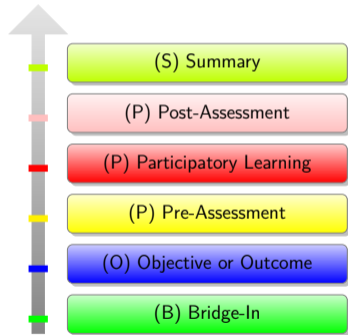 (S) Summary
(P) Post-Assessment
(P) Participatory Learning
(P) Pre-Assessment
(O) Objective or Outcome
(B) Bridge-In